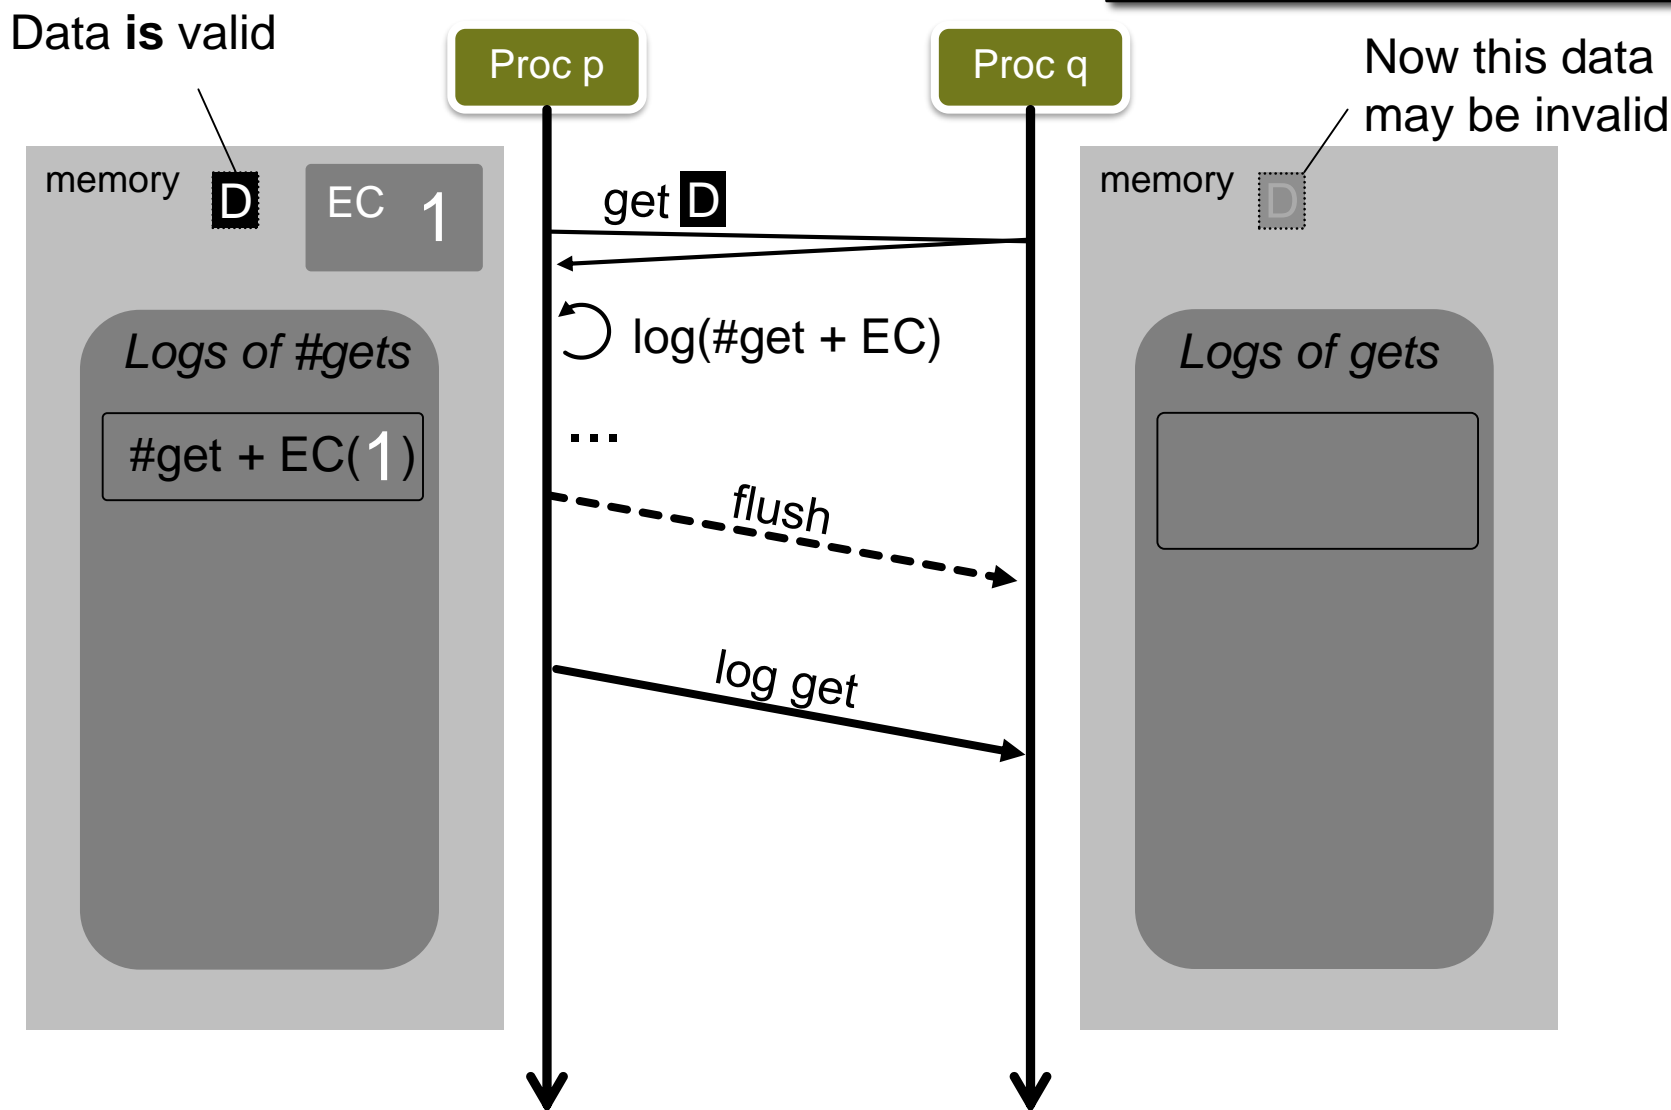 Data is valid
Proc p
Proc q
Now this data
may be invalid
memory
D
EC 1
get D
memory
D
log(#get + EC)
Logs of #gets
Logs of gets
#get + EC(1)
...
flush
log get